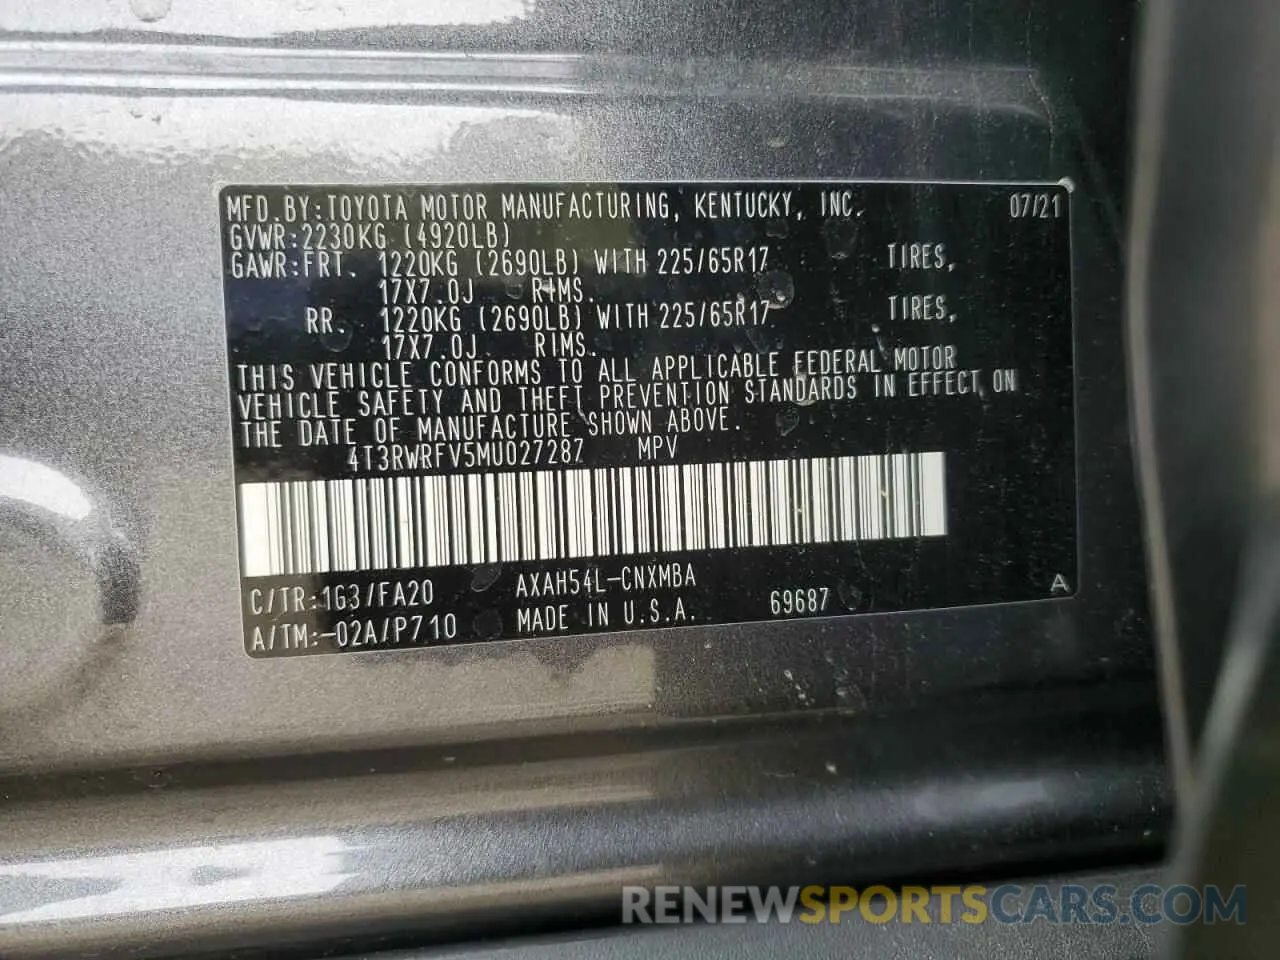 MFD.BY:TOYOTA MOTOR MANUFACTURING, KENTUCKY, INC. 07/21
GVWR:2230KG (4920LB)
GAWR:FRT. 1220KG (2690LB) WITH 225/65R17 TIRES,
17X7.0J RIMS.
RR. 1220KG (2690LB) WITH 225/65R17 TIRES,
17X7.0J RIMS.
THIS VEHICLE CONFORMS TO ALL APPLICABLE FEDERAL MOTOR
VEHICLE SAFETY AND THEFT PREVENTION STANDARDS IN EFFECT ON
THE DATE OF MANUFACTURE SHOWN ABOVE.
4T3RWRFV5MU027287 MPV
C/TR:1G3/FA20 AXAH54L-CNXMBA A
A/TM:-02A/P710 MADE IN U.S.A. 69687
RENEWSPORTSCARS.COM